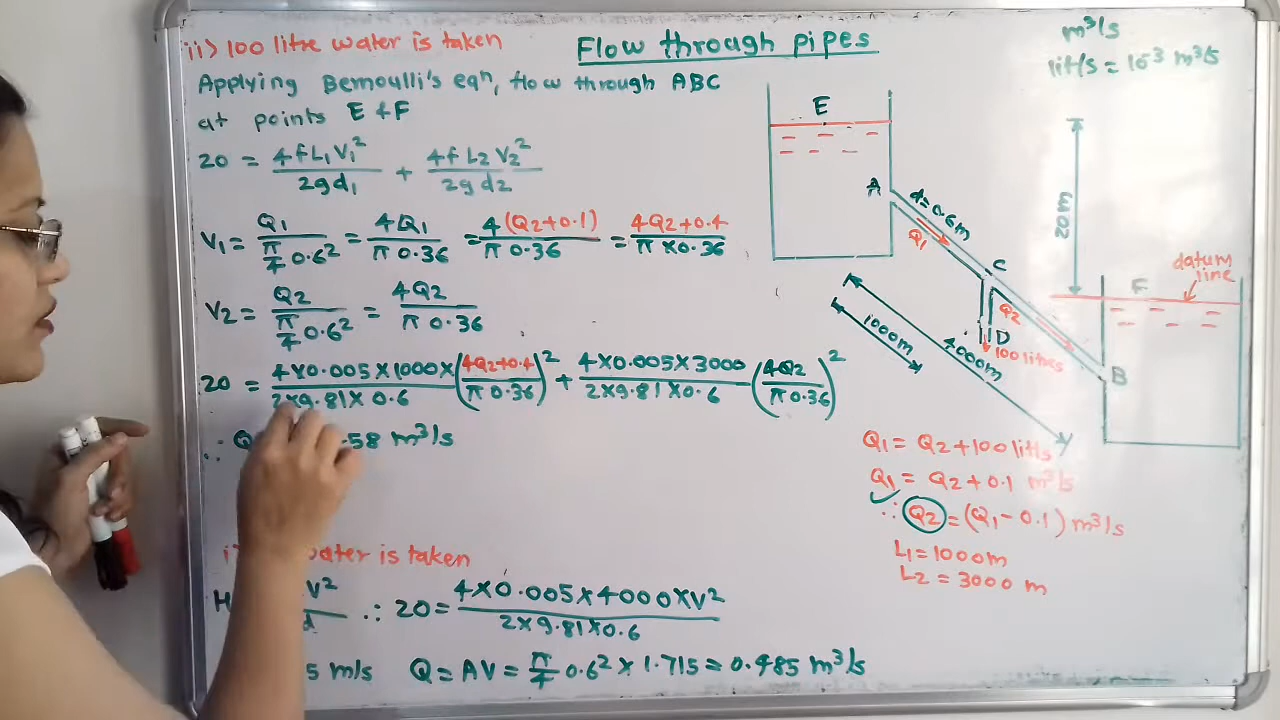 ii) 100 litre water is taken
Flow through pipes
Applying Bernoulli's eqn, flow through ABC
at points E & F
20 = 4fL1V1²/2gd1 + 4fL2V2²/2gd2
V1 = Q1/(π/4 0.6²) = 4Q1/π 0.36 = 4(Q2+0.1)/π 0.36 = 4Q2+0.4/π×0.36
V2 = Q2/(π/4 0.6²) = 4Q2/π 0.36
20 = 4×0.005×1000×/2×9.81×0.6 (4Q2+0.4/π 0.36)² + 4×0.005×3000/2×9.81×0.6 (4Q2/π 0.36)²
∴ Q 58 m³/s
i) water is taken
H V²/d ∴ 20 = 4×0.005×4000×V²/2×9.81×0.6
5 m/s Q = AV = π/4 0.6² × 1.715 = 0.485 m³/s
m³/s
lit/s = 10⁻³ m³/s
E
A
d=0.6m
Q1
C
Q2
D
100 litres
B
1000m
4000m
20m
datum
line
F
Q1 = Q2+100 lit/s
Q1 = Q2+0.1 m³/s
∴ Q2 = (Q1-0.1) m³/s
L1 = 1000m
L2 = 3000 m